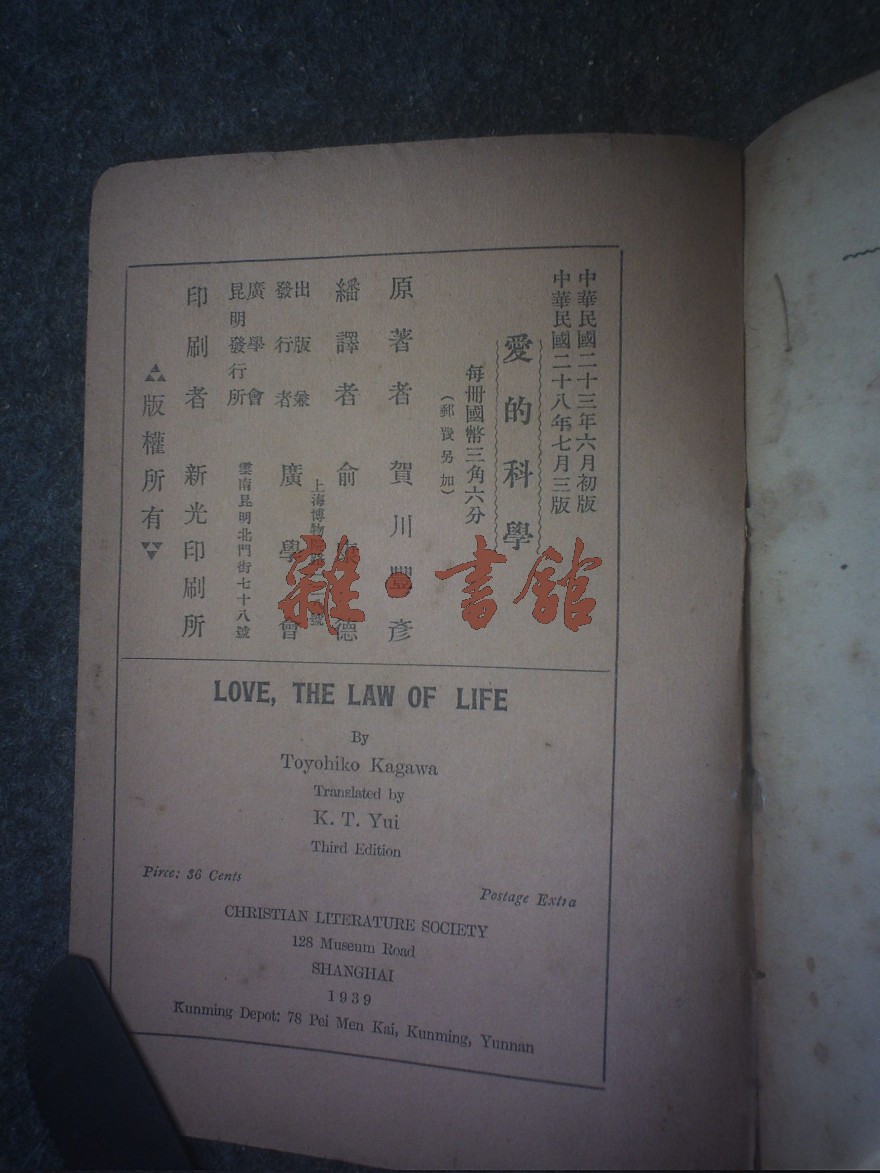 中華民國二十三年六月初版
中華民國二十八年七月三版
愛的科學
每冊國幣三角六分
（郵費另加）
原著者 賀川豐彥
繙譯者 俞 德
出版兼
發行者 廣學會
上海博物 號
廣學會
昆明發行所
雲南昆明北門街七十八號
印刷者 新光印刷所
版權所有
雜·書館
LOVE, THE LAW OF LIFE
By
Toyohiko Kagawa
Translated by
K. T. Yui
Third Edition
Pirce: 36 Cents
Postage Extra
CHRISTIAN LITERATURE SOCIETY
128 Museum Road
SHANGHAI
1939
Kunming Depot: 78 Pei Men Kai, Kunming, Yunnan